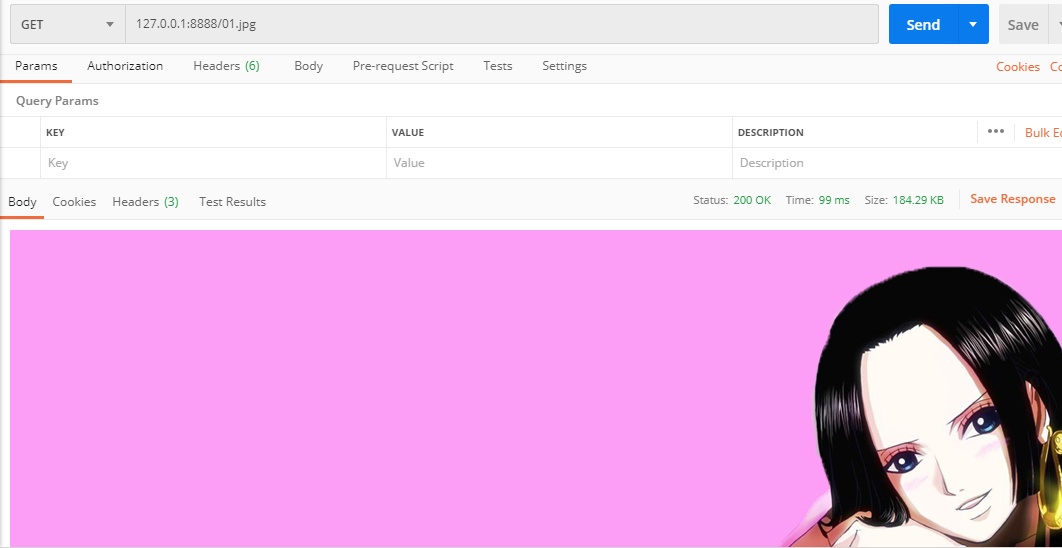 GET 127.0.0.1:8888/01.jpg Send Save
Params Authorization Headers (6) Body Pre-request Script Tests Settings Cookies Co
Query Params
KEY VALUE DESCRIPTION ••• Bulk Ed
Key Value Description
Body Cookies Headers (3) Test Results Status: 200 OK Time: 99 ms Size: 184.29 KB Save Response